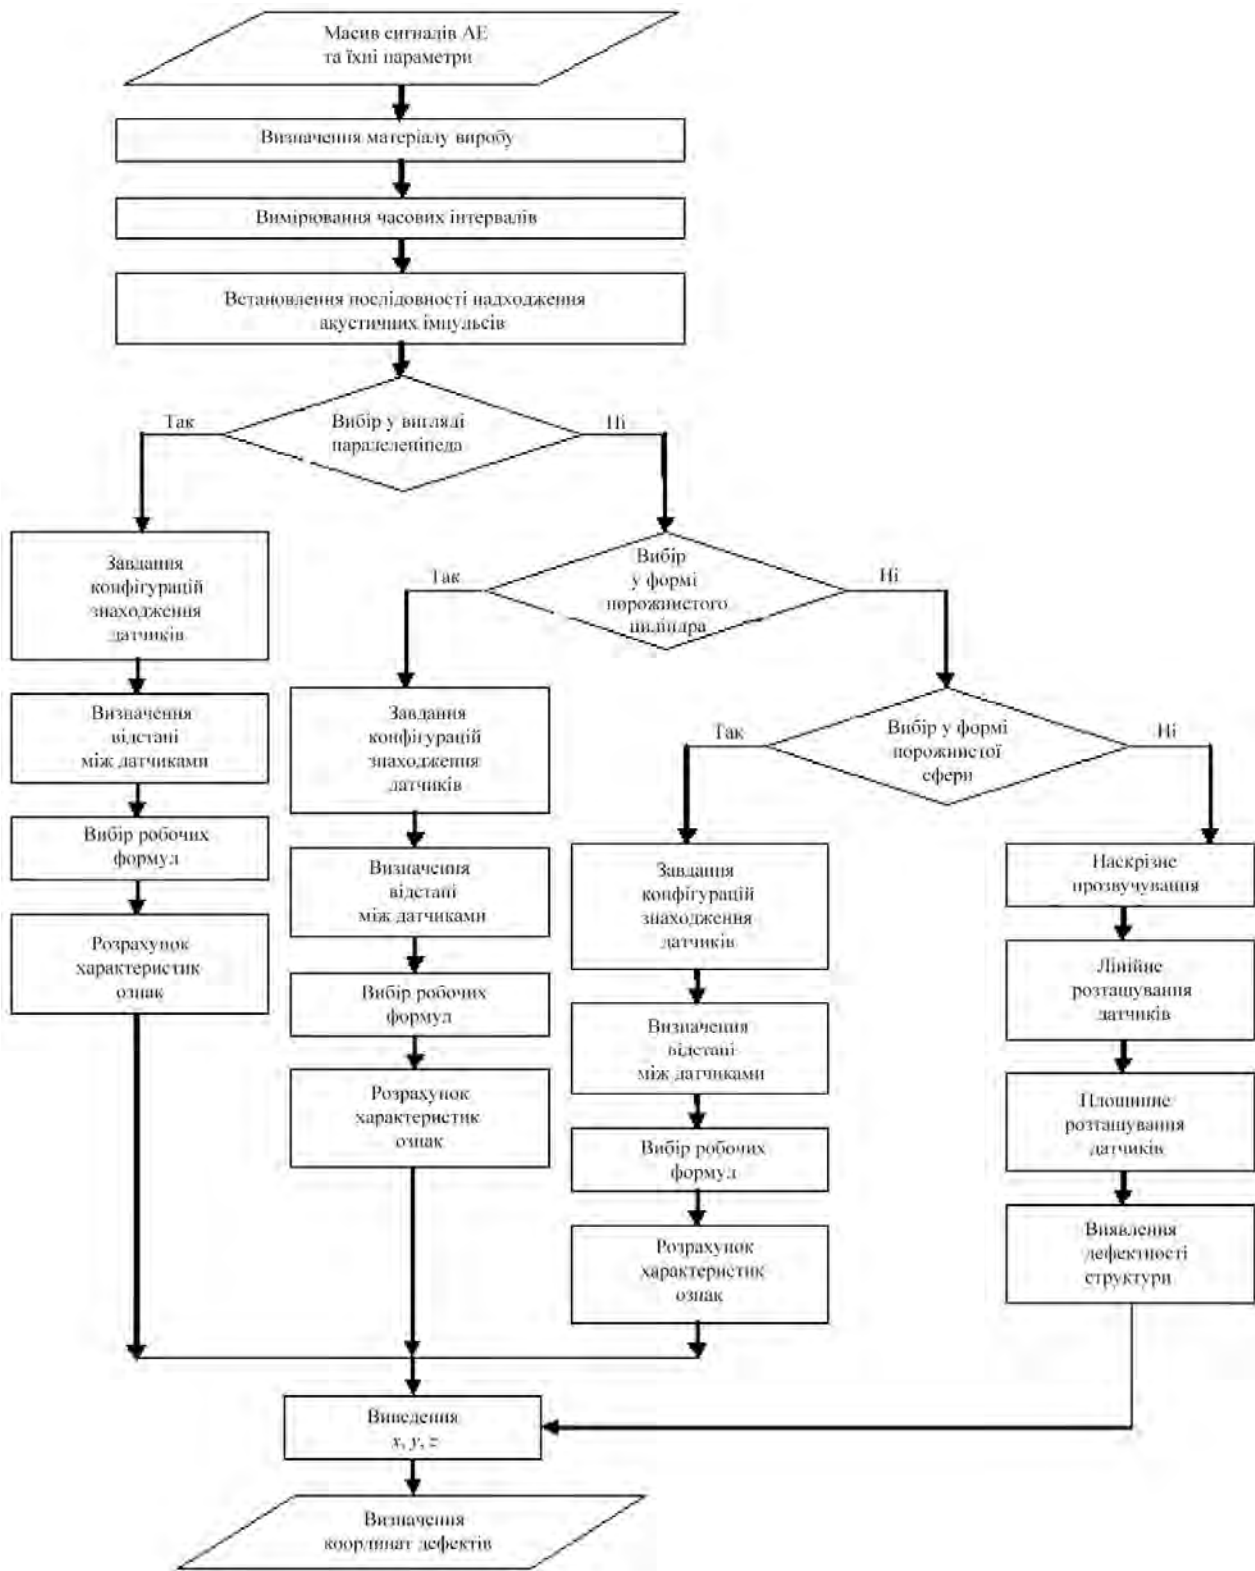 Масив сигналів АЕ
та їхні параметри
Визначення матеріалу виробу
Вимірювання часових інтервалів
Встановлення послідовності надходження
акустичних імпульсів
Вибір у вигляді
паралелепіпеда
Так
Ні
Завдання
конфігурацій
знаходження
датчиків
Визначення
відстані
між датчиками
Вибір робочих
формул
Розрахунок
характеристик
ознак
Вибір
у формі
порожнистого
циліндра
Так
Ні
Завдання
конфігурацій
знаходження
датчиків
Визначення
відстані
між датчиками
Вибір робочих
формул
Розрахунок
характеристик
ознак
Вибір у формі
порожнистої
сфери
Так
Ні
Завдання
конфігурацій
знаходження
датчиків
Визначення
відстані
між датчиками
Вибір робочих
формул
Розрахунок
характеристик
ознак
Наскрізне
прозвучування
Лінійне
розташування
датчиків
Площинне
розташування
датчиків
Виявлення
дефектності
структури
Виведення
x, y, z
Визначення
координат дефектів